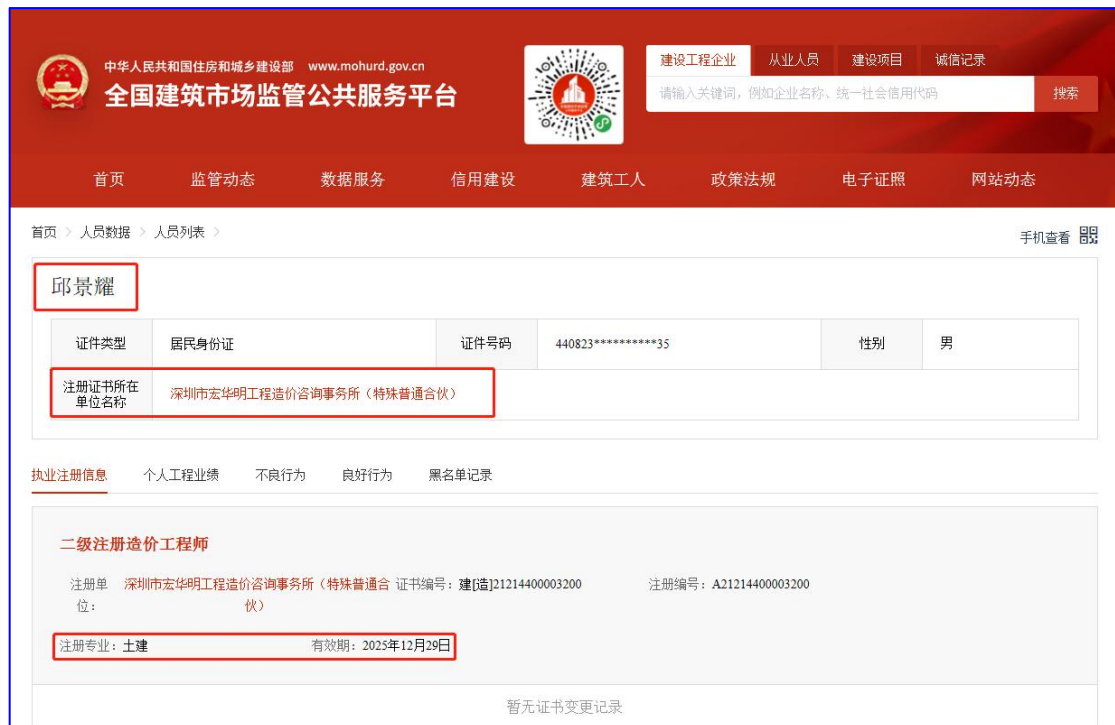 中华人民共和国住房和城乡建设部 www.mohurd.gov.cn
全国建筑市场监管公共服务平台
建设工程企业 从业人员 建设项目 诚信记录
请输入关键词，例如企业名称、统一社会信用代码 搜索
首页 监管动态 数据服务 信用建设 建筑工人 政策法规 电子证照 网站动态
首页 > 人员数据 > 人员列表 >
手机查看
邱景耀
证件类型 居民身份证 证件号码 440823**********35 性别 男
注册证书所在
单位名称
深圳市宏华明工程造价咨询事务所（特殊普通合伙）
执业注册信息 个人工程业绩 不良行为 良好行为 黑名单记录
二级注册造价工程师
注册单 深圳市宏华明工程造价咨询事务所（特殊普通合 证书编号：建[造]21214400003200 注册编号：A21214400003200
位： 伙）
注册专业：土建 有效期：2025年12月29日
暂无证书变更记录